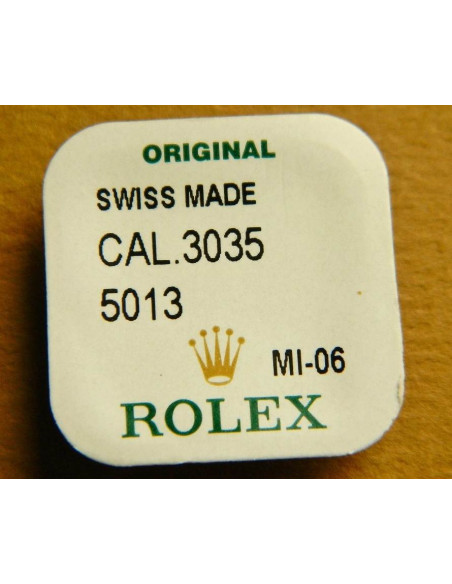 ORIGINAL
SWISS MADE
CAL.3035
5013
MI-06
ROLEX